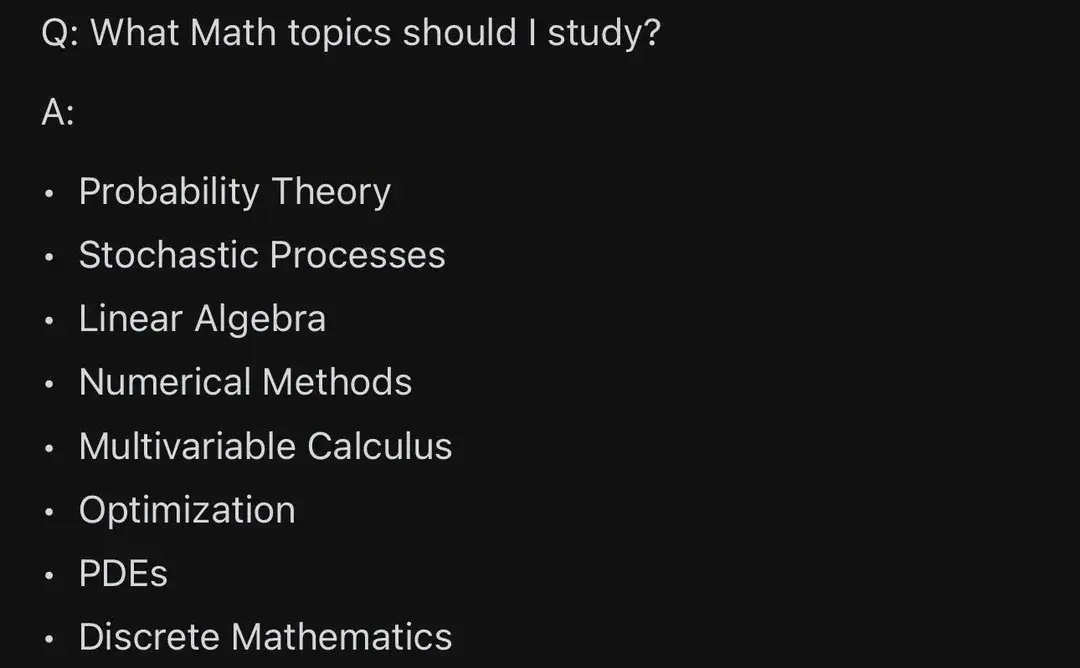 Q: What Math topics should I study?
A:
• Probability Theory
• Stochastic Processes
• Linear Algebra
• Numerical Methods
• Multivariable Calculus
• Optimization
• PDEs
• Discrete Mathematics